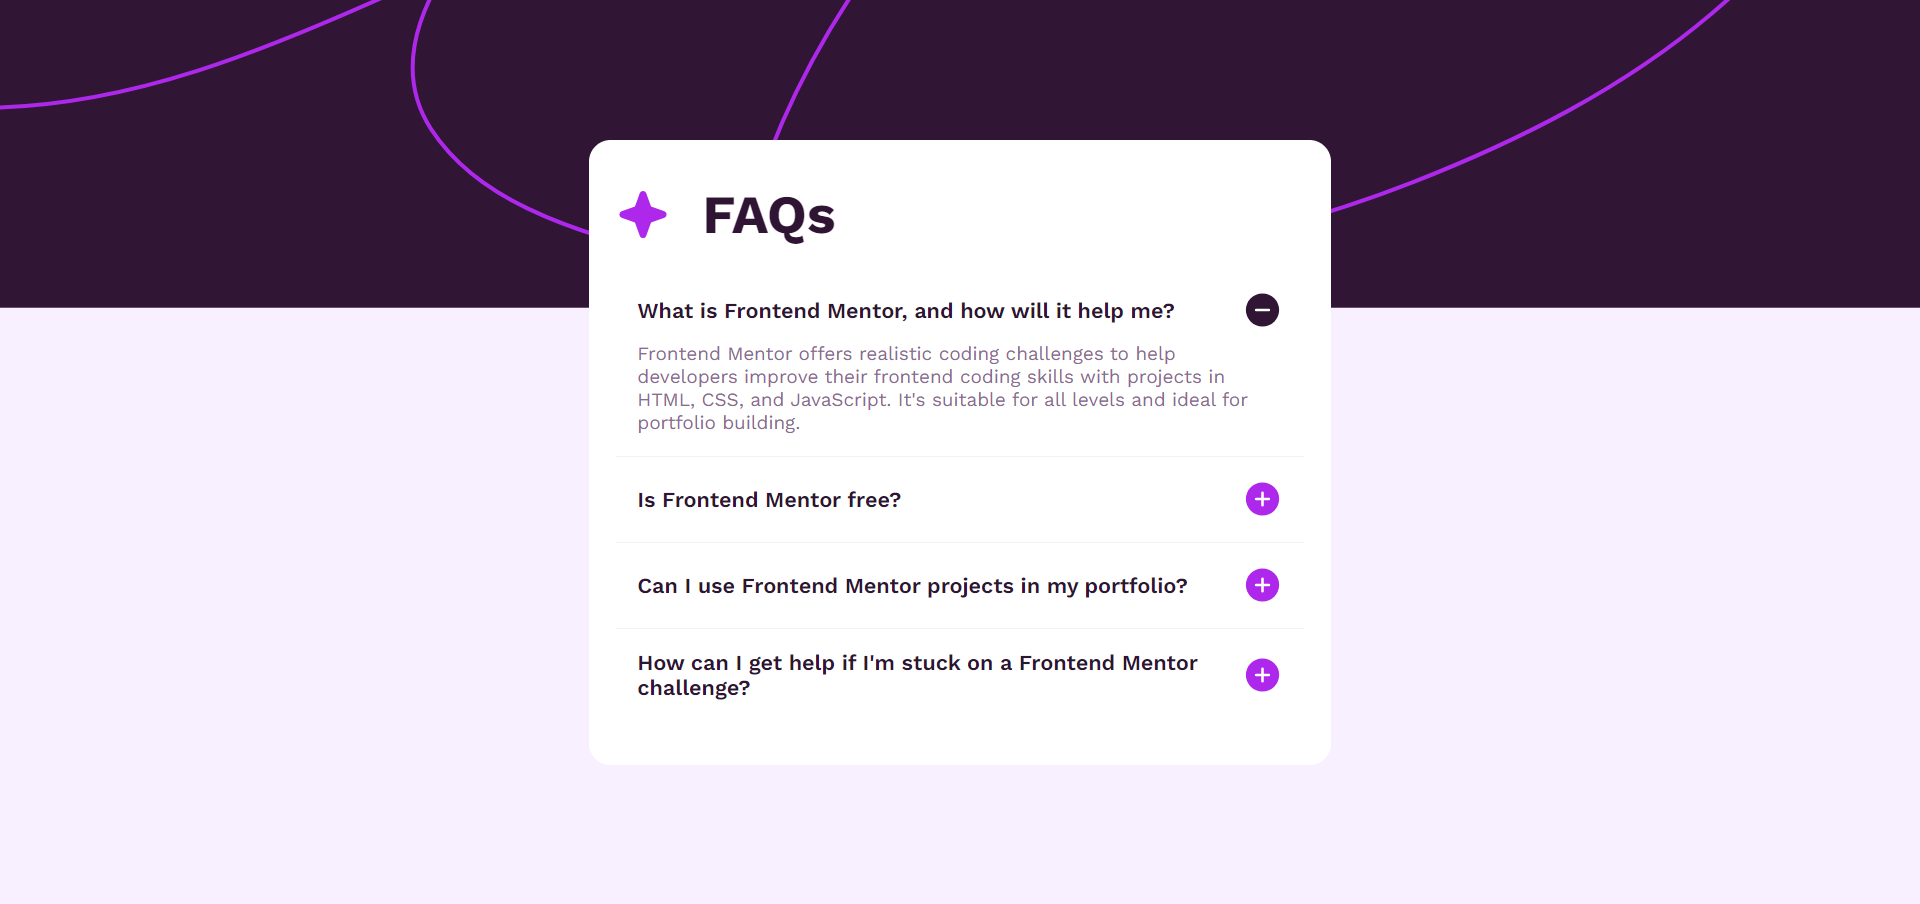 FAQs
What is Frontend Mentor, and how will it help me?
Frontend Mentor offers realistic coding challenges to help
developers improve their frontend coding skills with projects in
HTML, CSS, and JavaScript. It's suitable for all levels and ideal for
portfolio building.
Is Frontend Mentor free?
Can I use Frontend Mentor projects in my portfolio?
How can I get help if I'm stuck on a Frontend Mentor
challenge?